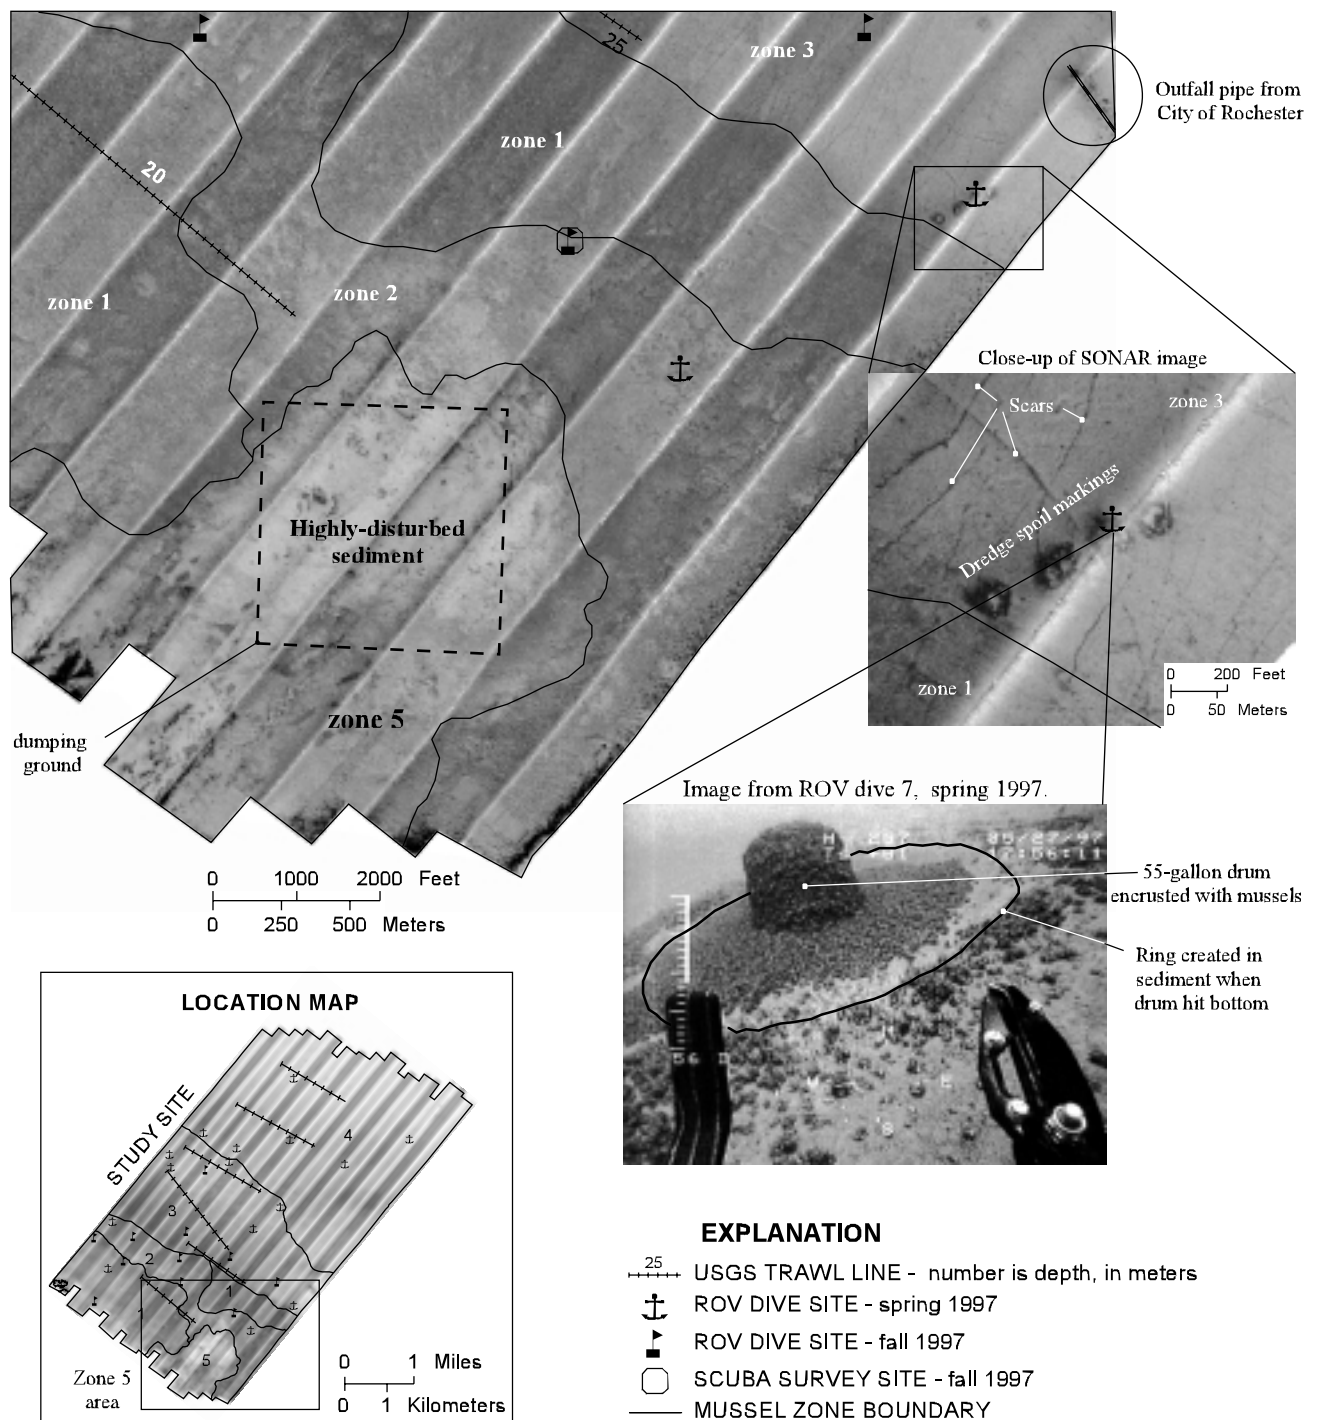 25
zone 3
Outfall pipe from
City of Rochester
zone 1
20
zone 1
zone 2
Close-up of SONAR image
Scars
zone 3
Dredge spoil markings
Highly-disturbed
sediment
zone 1
0 200 Feet
0 50 Meters
zone 5
dumping
ground
Image from ROV dive 7, spring 1997.
0 1000 2000 Feet
0 250 500 Meters
55-gallon drum
encrusted with mussels
Ring created in
sediment when
drum hit bottom
LOCATION MAP
STUDY SITE
4
3
2
1
1
5
Zone 5
area
0 1 Miles
0 1 Kilometers
EXPLANATION
25
USGS TRAWL LINE - number is depth, in meters
ROV DIVE SITE - spring 1997
ROV DIVE SITE - fall 1997
SCUBA SURVEY SITE - fall 1997
MUSSEL ZONE BOUNDARY